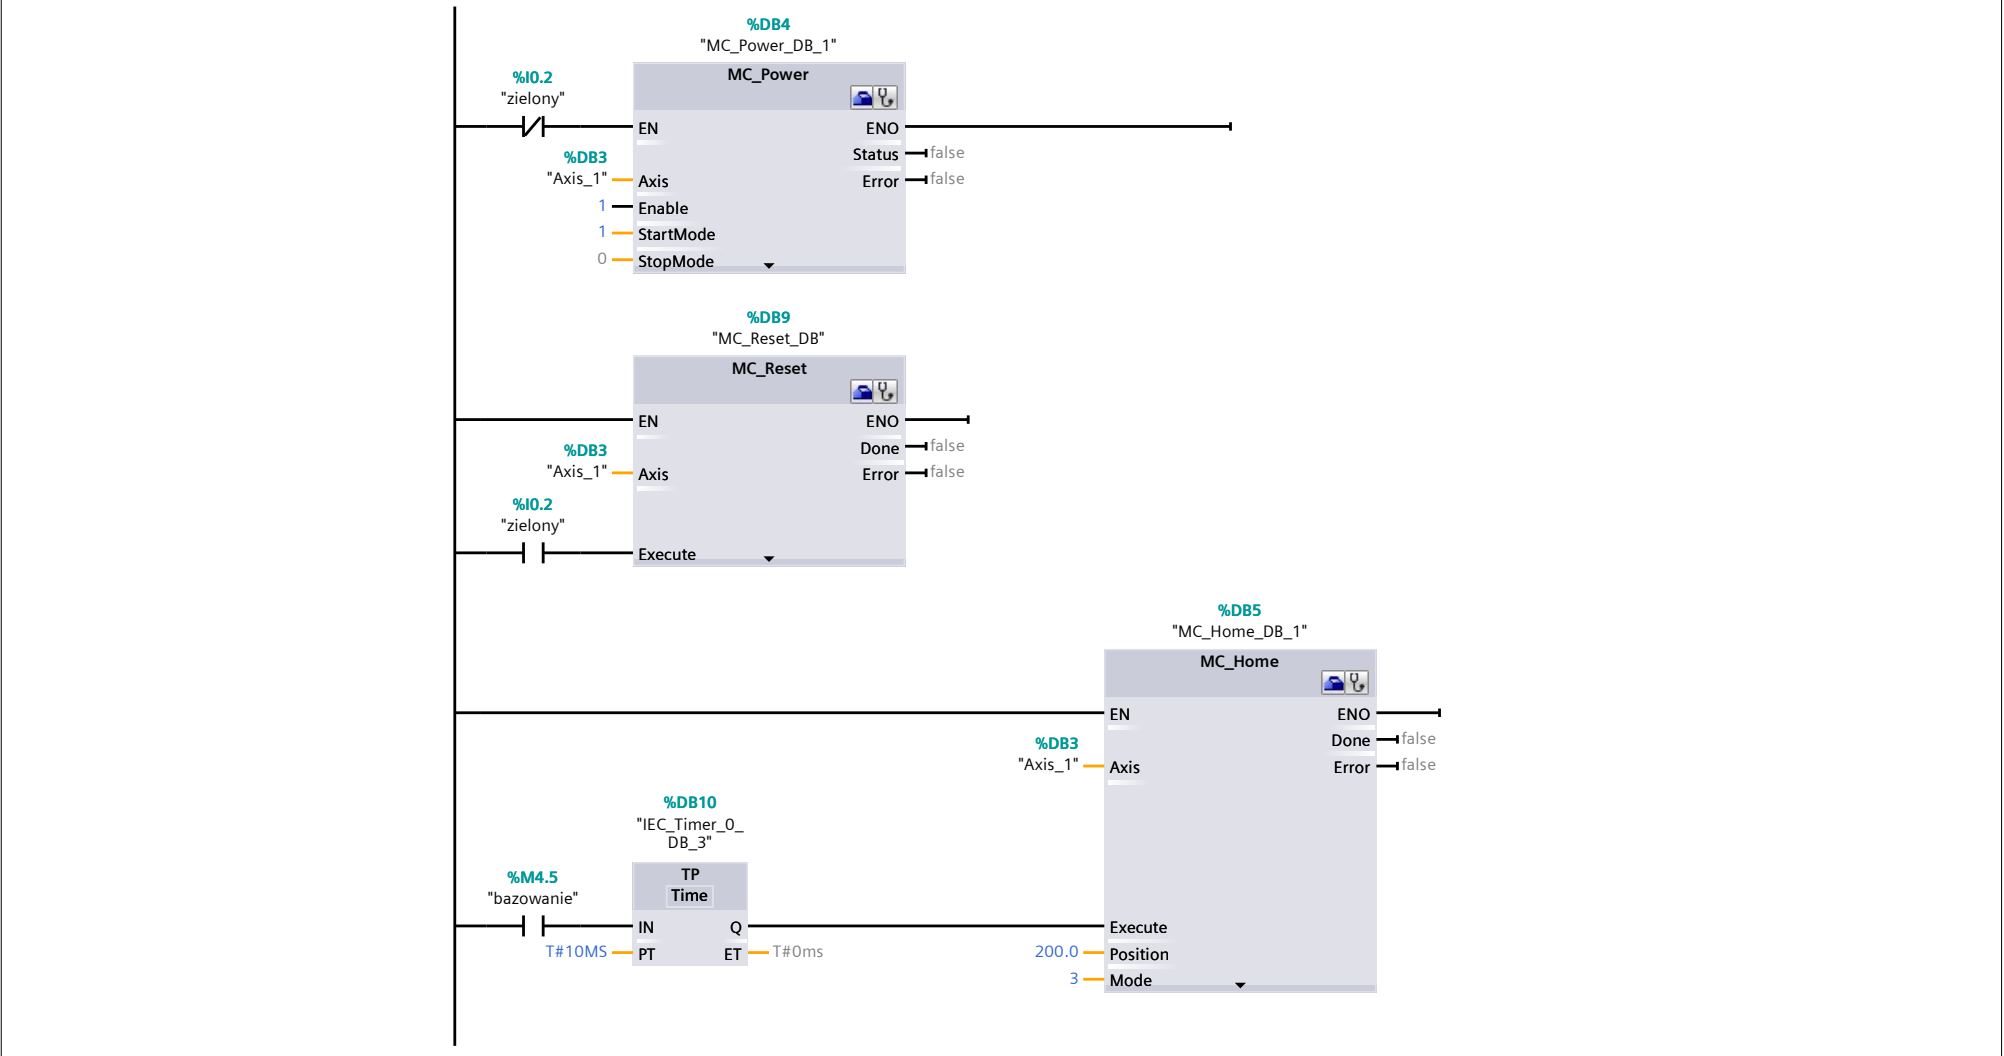 %DB4
"MC_Power_DB_1"
MC_Power
%I0.2
"zielony"
EN
ENO
Status
false
%DB3
"Axis_1"
Axis
Error
false
1
Enable
1
StartMode
0
StopMode
%DB9
"MC_Reset_DB"
MC_Reset
EN
ENO
Done
false
%DB3
"Axis_1"
Axis
Error
false
%I0.2
"zielony"
Execute
%DB5
"MC_Home_DB_1"
MC_Home
EN
ENO
Done
false
%DB3
"Axis_1"
Axis
Error
false
%DB10
"IEC_Timer_0_
DB_3"
TP
Time
%M4.5
"bazowanie"
IN
Q
Execute
T#10MS
PT
ET
T#0ms
200.0
Position
3
Mode